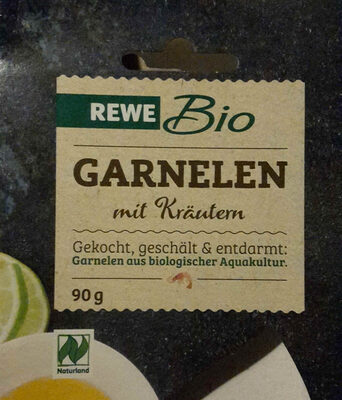 REWE Bio
GARNELEN
mit Kräutern
Gekocht, geschält & entdarmt:
Garnelen aus biologischer Aquakultur.
90 g
Naturland